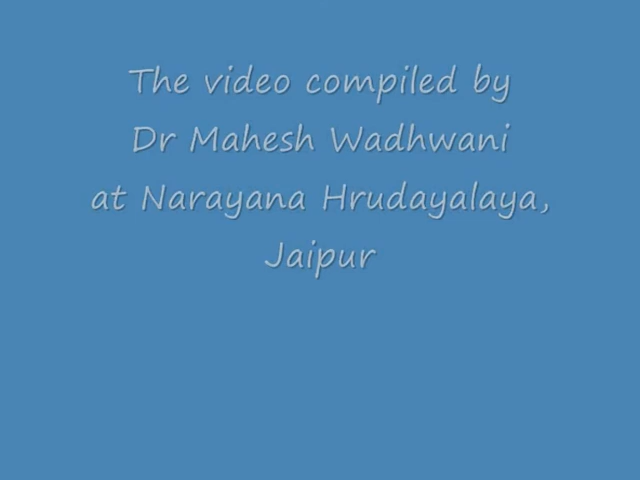 The video compiled by
Dr Mahesh Wadhwani
at Narayana Hrudayalaya,
Jaipur